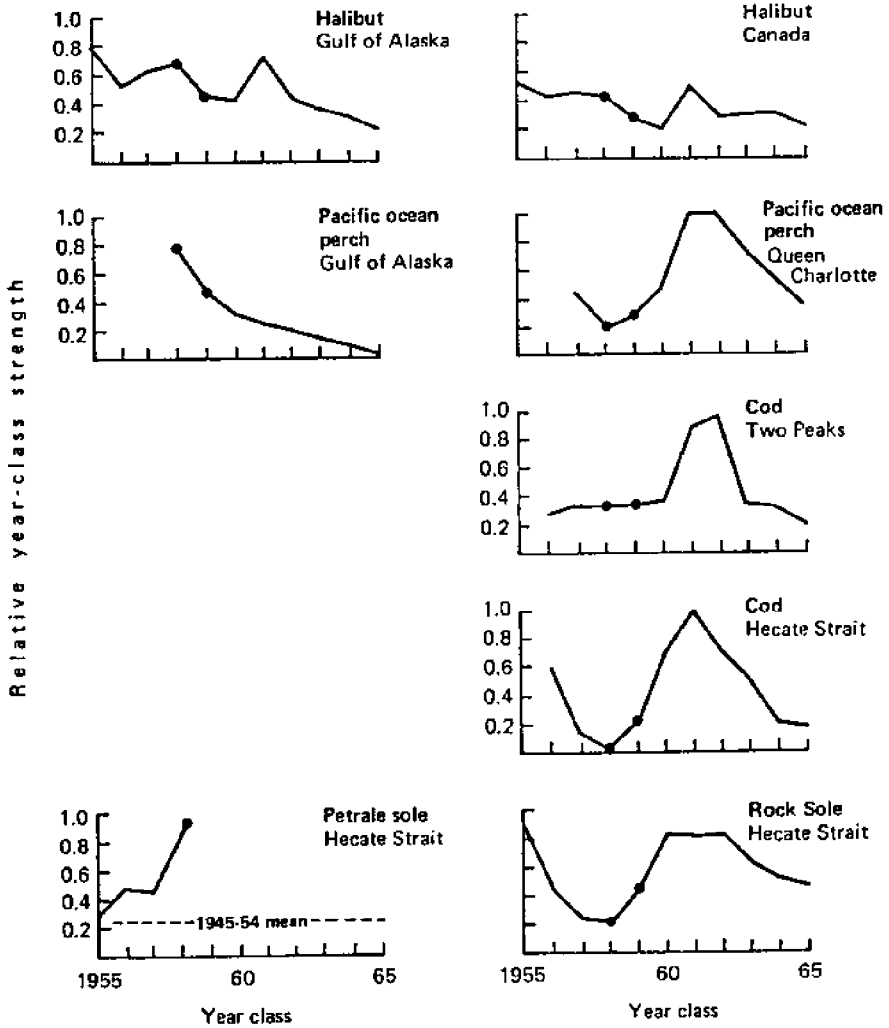 Relative year-class strength
Halibut
Gulf of Alaska
1.0
0.8
0.6
0.4
0.2
Halibut
Canada
Pacific ocean
perch
Gulf of Alaska
1.0
0.8
0.6
0.4
0.2
Pacific ocean
perch
Queen
Charlotte
Cod
Two Peaks
1.0
0.8
0.6
0.4
0.2
Cod
Hecate Strait
1.0
0.8
0.6
0.4
0.2
Petrale sole
Hecate Strait
1.0
0.8
0.6
0.4
0.2
1945-54 mean
1955 60 65
Year class
Rock Sole
Hecate Strait
1955 60 65
Year class